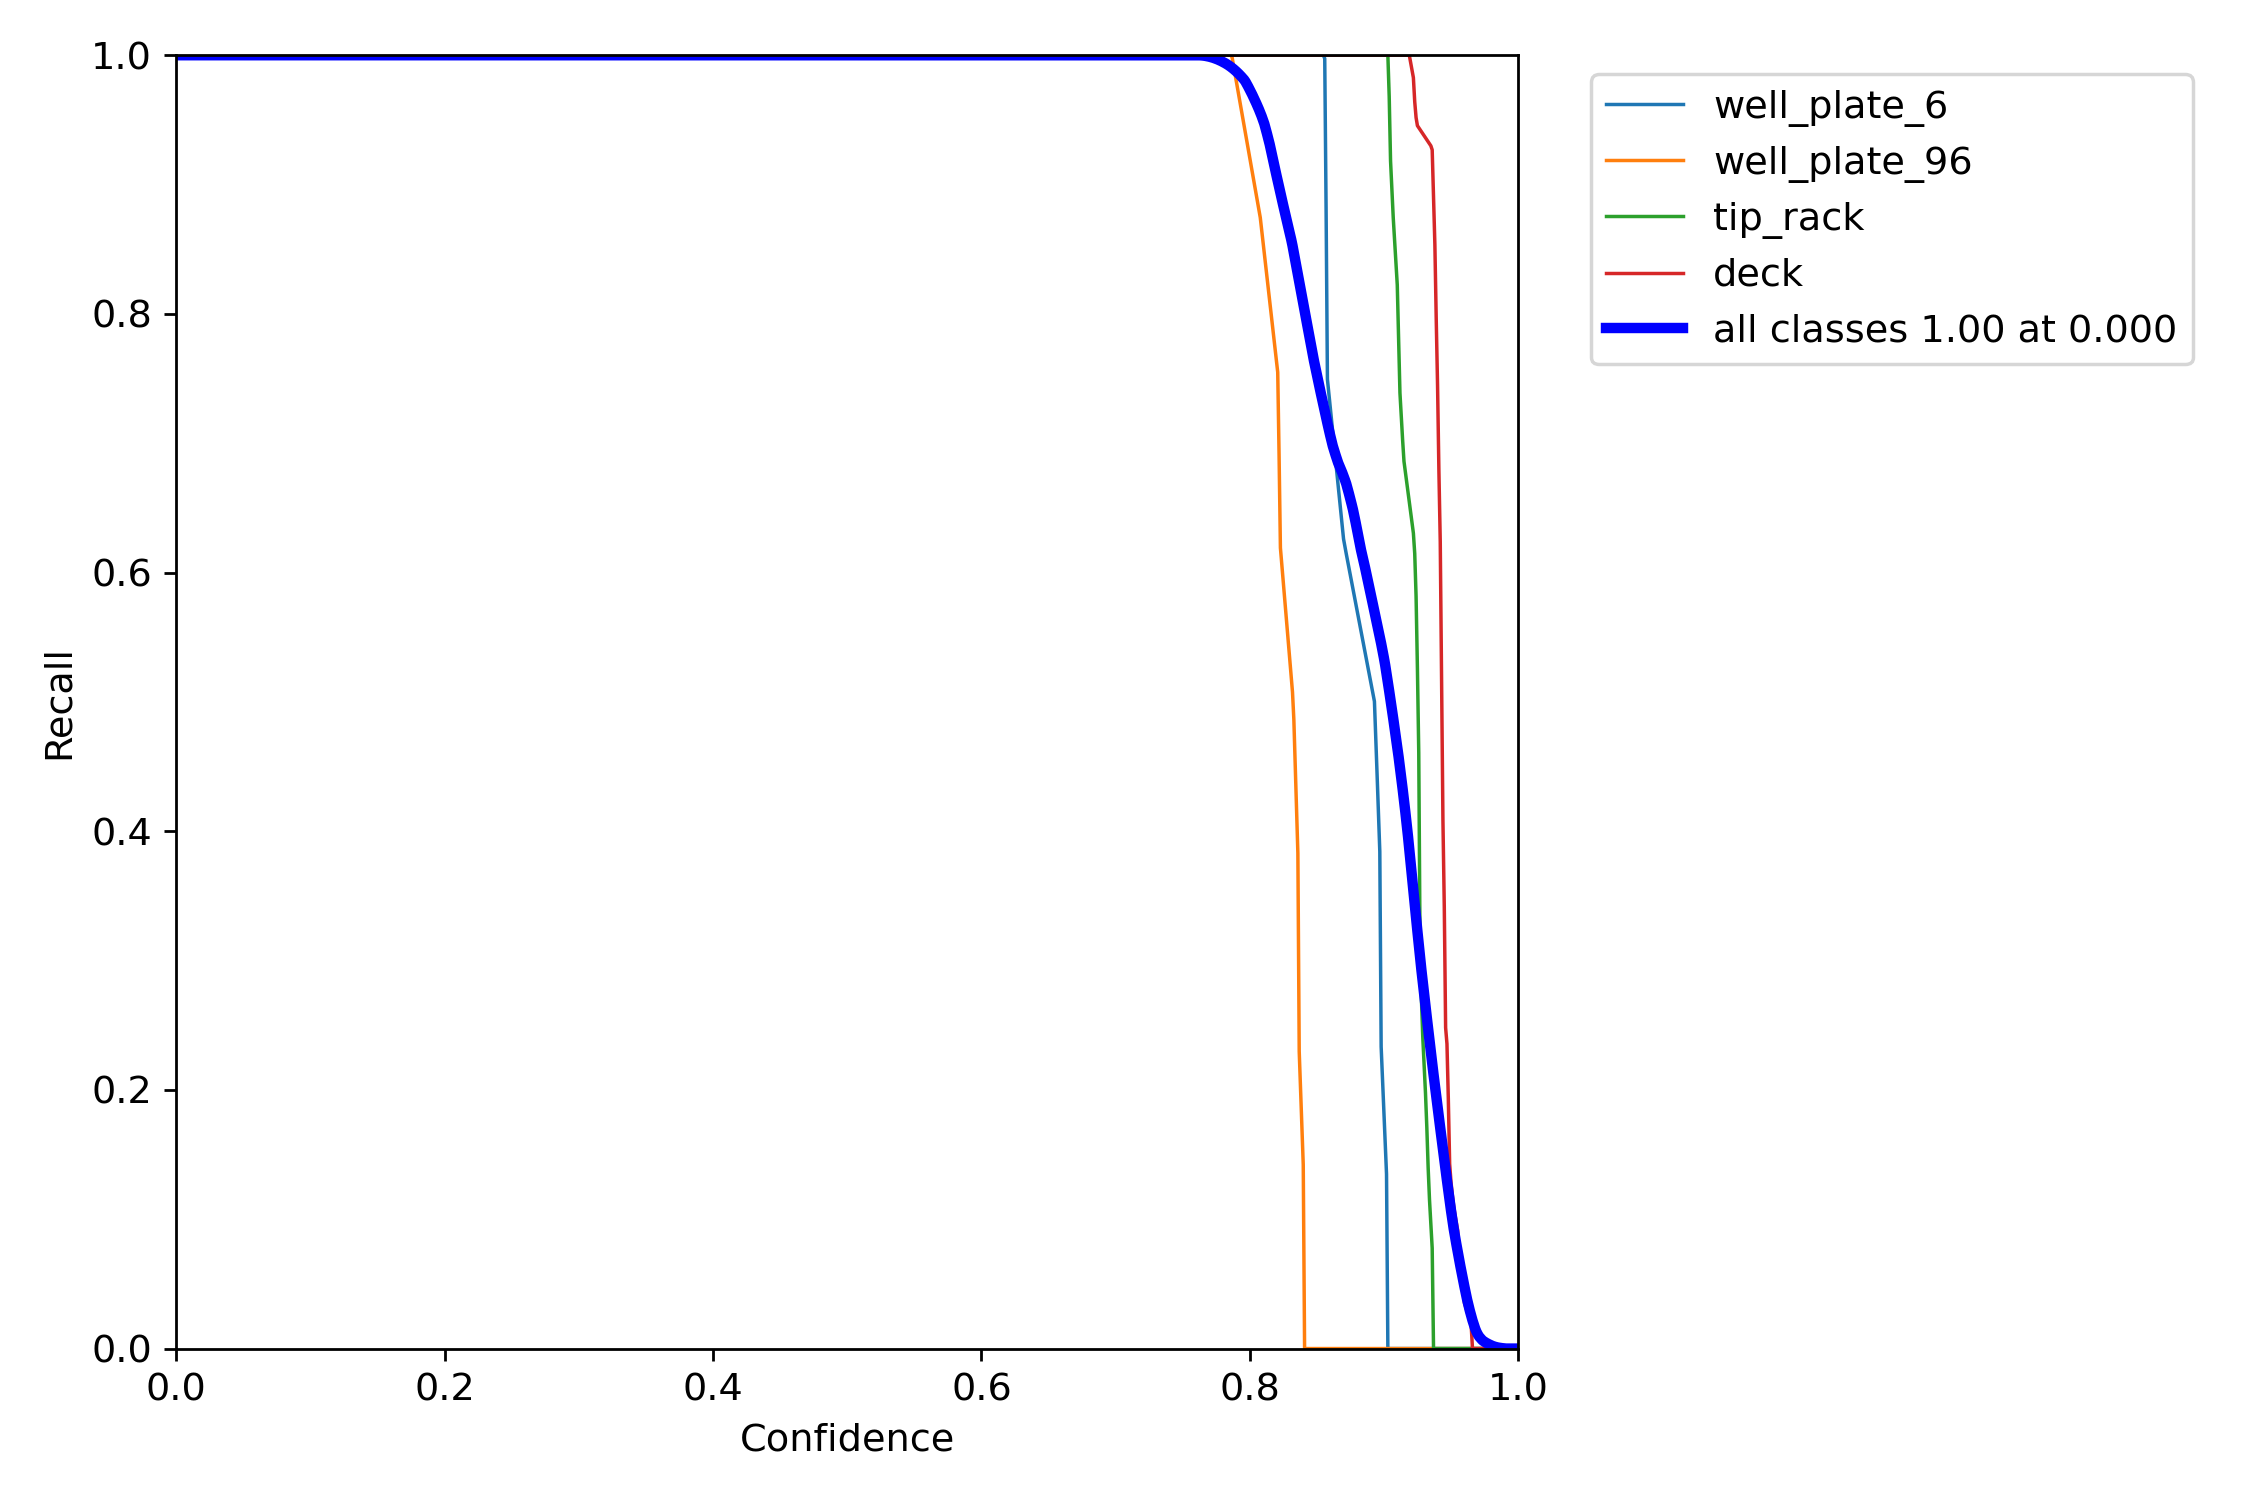 1.0
0.8
0.6
0.4
0.2
0.0
Recall
0.0 0.2 0.4 0.6 0.8 1.0
Confidence
well_plate_6
well_plate_96
tip_rack
deck
all classes 1.00 at 0.000